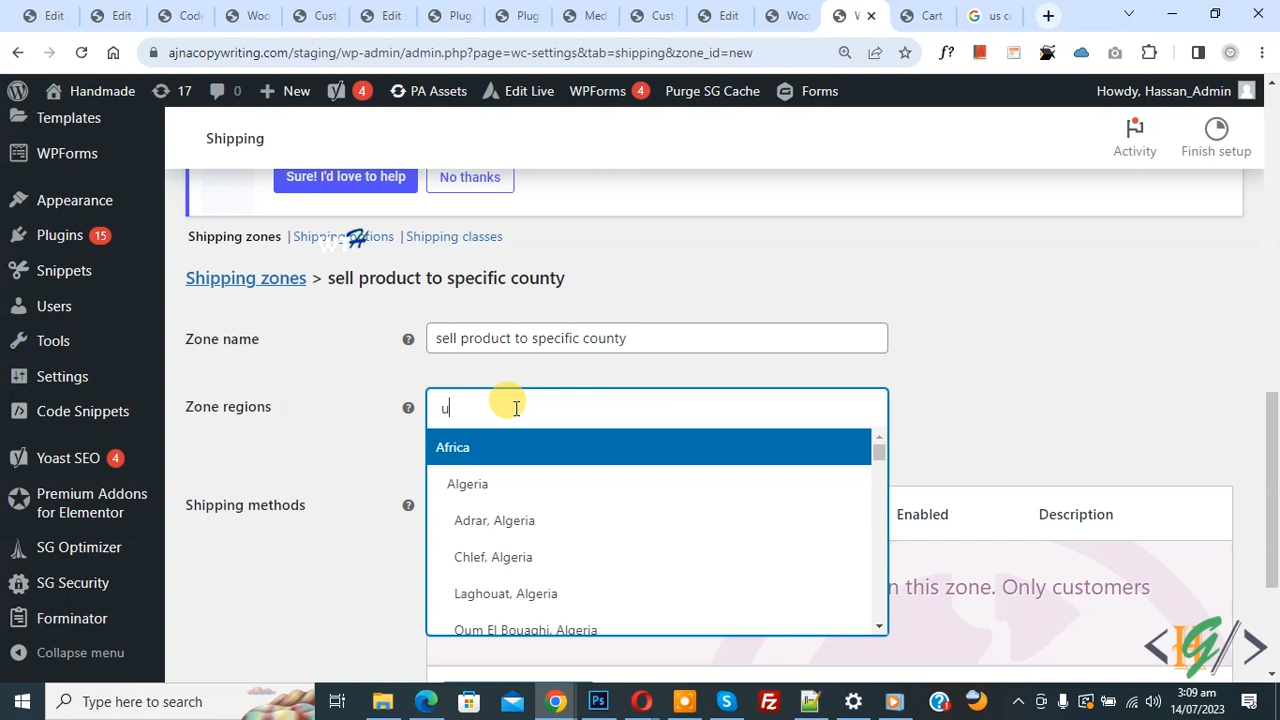 Edit
Edit
Code
Woo
Cust
Edit
Plug
Plug
Med
Cust
Edit
Woo
W
Cart
us c
ajnacopywriting.com/staging/wp-admin/admin.php?page=wc-settings&tab=shipping&zone_id=new
Handmade
17
0
New
4
PA Assets
Edit Live
WPForms 4
Purge SG Cache
Forms
Howdy, Hassan_Admin
Templates
WPForms
Appearance
Plugins 15
Snippets
Users
Tools
Settings
Code Snippets
Yoast SEO 4
Premium Addons
for Elementor
SG Optimizer
SG Security
Forminator
Collapse menu
Shipping
Activity
Finish setup
Sure! I'd love to help
No thanks
Shipping zones | Shipping options | Shipping classes
Shipping zones > sell product to specific county
Zone name
sell product to specific county
Zone regions
u
Africa
Algeria
Adrar, Algeria
Chlef, Algeria
Laghouat, Algeria
Oum El Bouaghi, Algeria
Shipping methods
Enabled
Description
n this zone. Only customers
Type here to search
3:09 am
14/07/2023